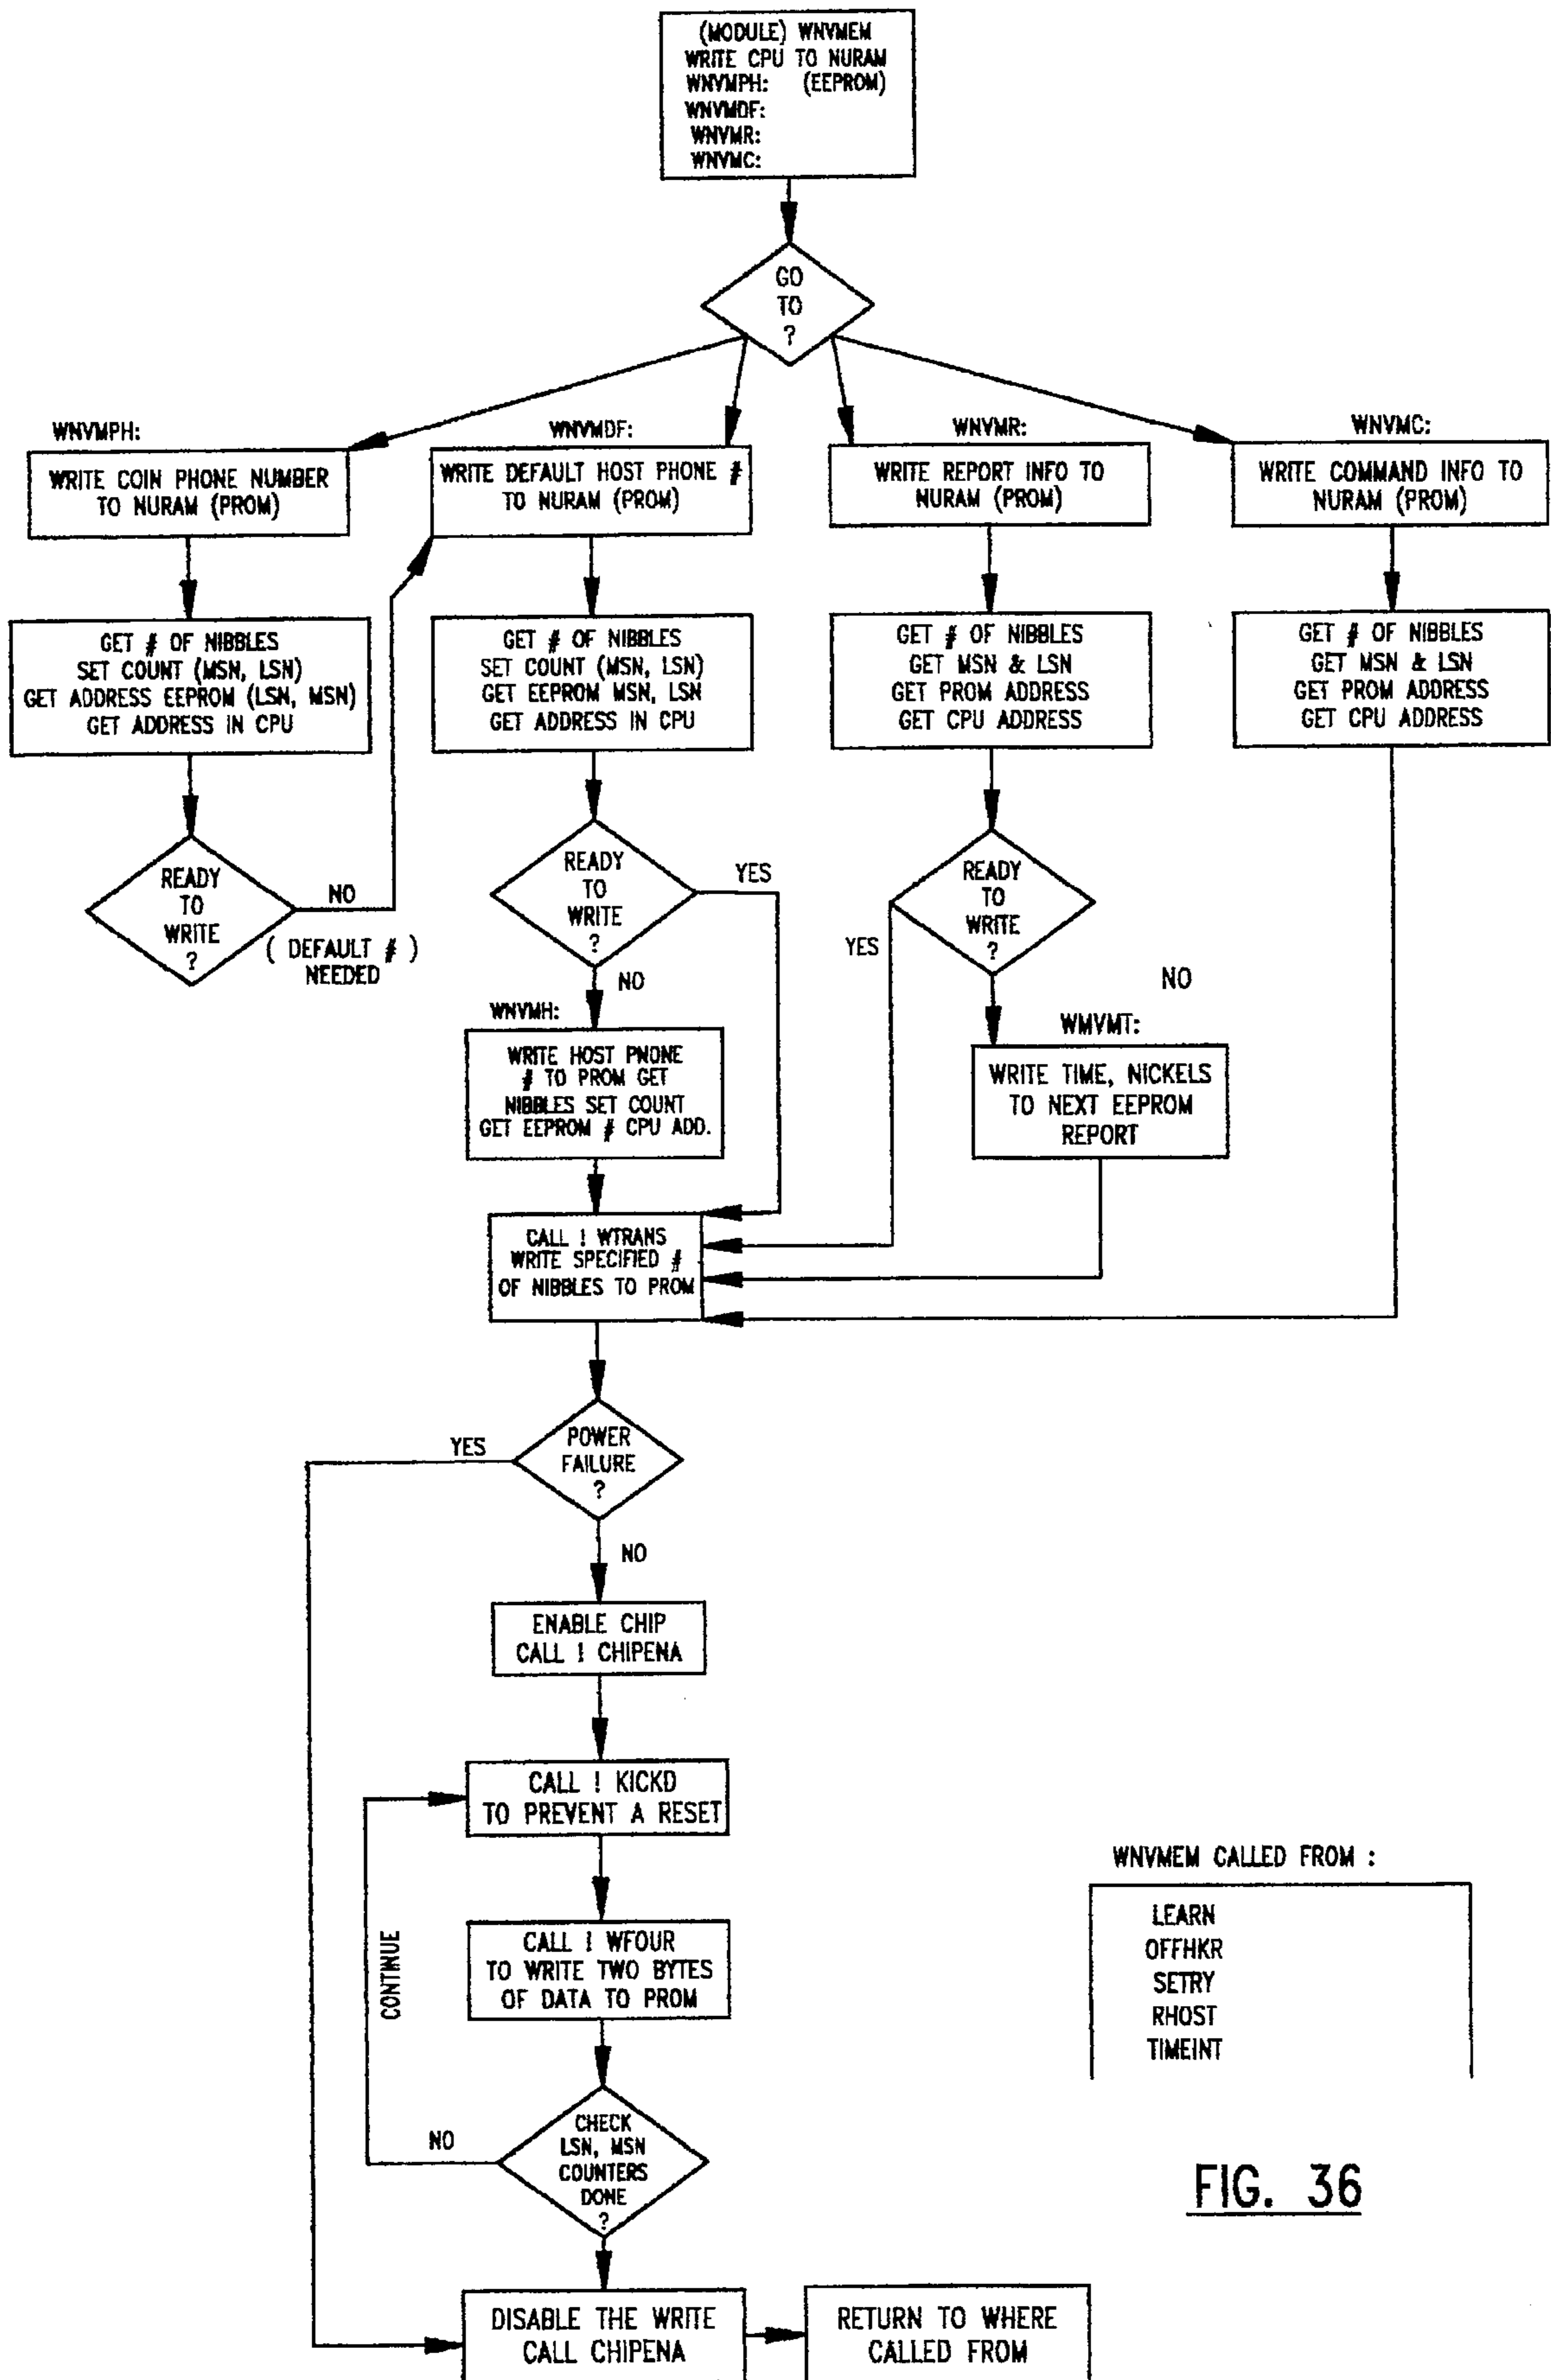 (MODULE) WNVMEM
WRITE CPU TO NURAM
WNVMPH: (EEPROM)
WNVMDF:
WNVMR:
WNVMC:
GO
TO
?
WNVMPH:
WRITE COIN PHONE NUMBER
TO NURAM (PROM)
WNVMDF:
WRITE DEFAULT HOST PHONE #
TO NURAM (PROM)
WNVMR:
WRITE REPORT INFO TO
NURAM (PROM)
WNVMC:
WRITE COMMAND INFO TO
NURAM (PROM)
GET # OF NIBBLES
SET COUNT (MSN, LSN)
GET ADDRESS EEPROM (LSN, MSN)
GET ADDRESS IN CPU
GET # OF NIBBLES
SET COUNT (MSN, LSN)
GET EEPROM MSN, LSN
GET ADDRESS IN CPU
GET # OF NIBBLES
GET MSN & LSN
GET PROM ADDRESS
GET CPU ADDRESS
GET # OF NIBBLES
GET MSN & LSN
GET PROM ADDRESS
GET CPU ADDRESS
READY
TO
WRITE
?
NO
( DEFAULT # )
NEEDED
READY
TO
WRITE
?
YES
NO
READY
TO
WRITE
?
YES
NO
WNVMH:
WRITE HOST PNONE
# TO PROM GET
NIBBLES SET COUNT
GET EEPROM # CPU ADD.
WMVMT:
WRITE TIME, NICKELS
TO NEXT EEPROM
REPORT
CALL ! WTRANS
WRITE SPECIFIED #
OF NIBBLES TO PROM
POWER
FAILURE
?
YES
NO
ENABLE CHIP
CALL ! CHIPENA
CALL ! KICKD
TO PREVENT A RESET
CONTINUE
CALL ! WFOUR
TO WRITE TWO BYTES
OF DATA TO PROM
CHECK
LSN, MSN
COUNTERS
DONE
?
NO
DISABLE THE WRITE
CALL CHIPENA
RETURN TO WHERE
CALLED FROM
WNVMEM CALLED FROM :
LEARN
OFFHKR
SETRY
RHOST
TIMEINT
FIG. 36